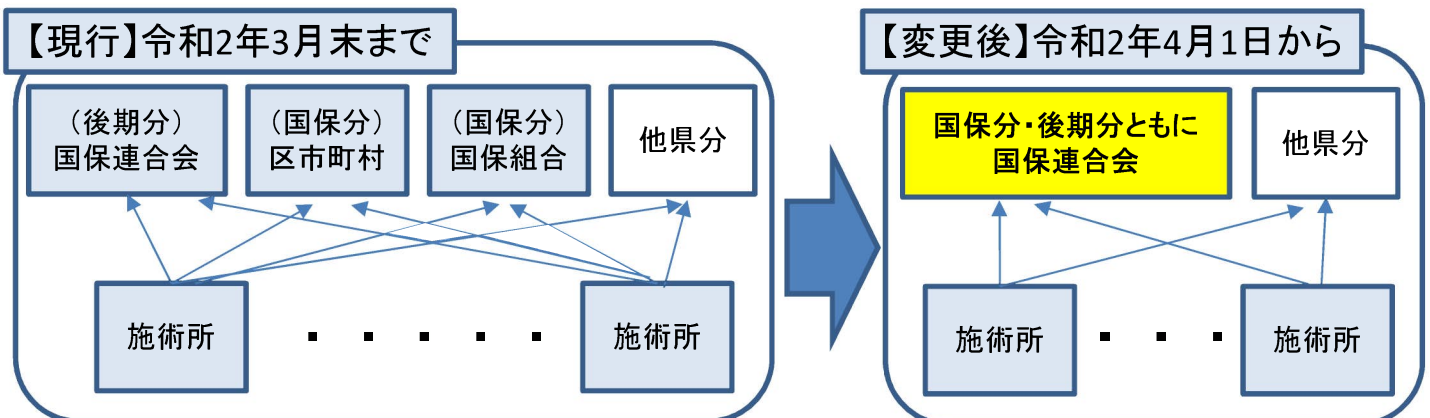 【現行】令和2年3月末まで
(後期分)
国保連合会
(国保分)
区市町村
(国保分)
国保組合
他県分
施術所
・・・・・
施術所
【変更後】令和2年4月1日から
国保分・後期分ともに
国保連合会
他県分
施術所
・・・
施術所